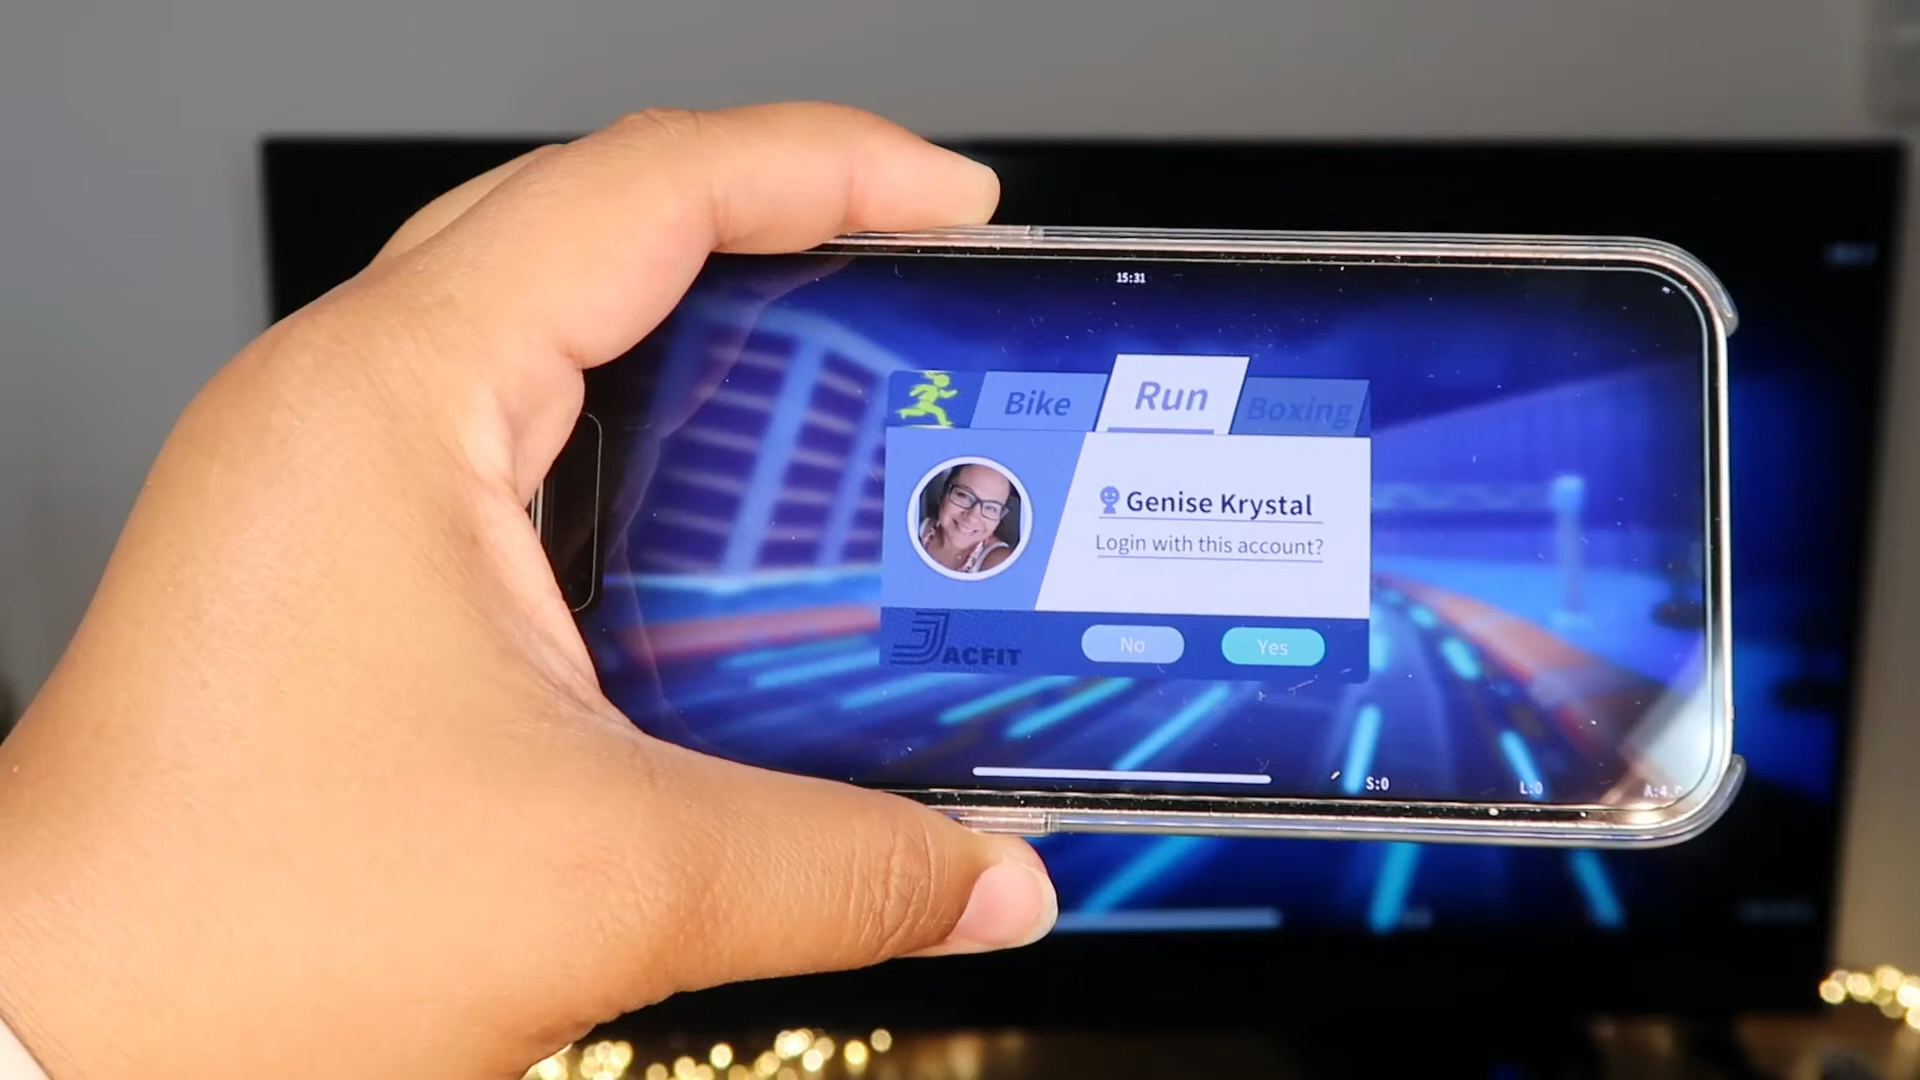 15:31
Bike
Run
Boxing
Genise Krystal
Login with this account?
JACFIT
No
Yes
S:0
L:0